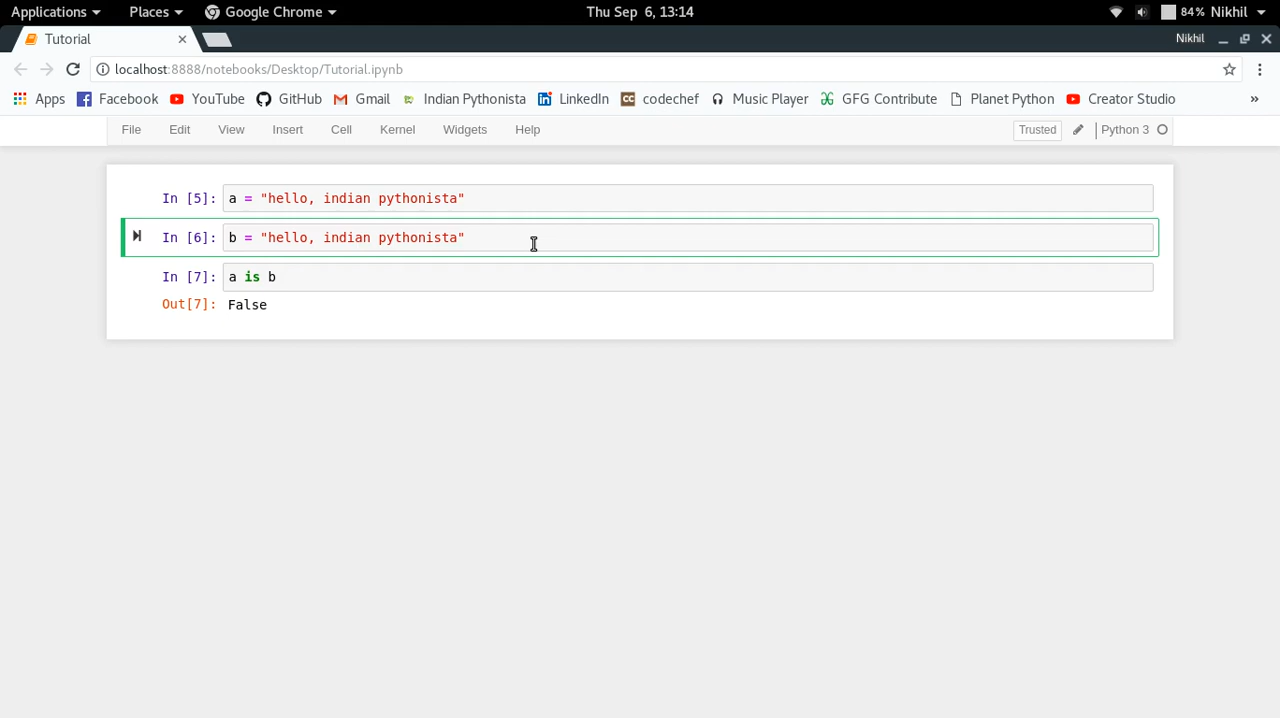 Applications Places Google Chrome Thu Sep 6, 13:14 84% Nikhil
Tutorial Nikhil
localhost:8888/notebooks/Desktop/Tutorial.ipynb
Apps Facebook YouTube GitHub Gmail Indian Pythonista LinkedIn CC codechef Music Player GFG Contribute Planet Python Creator Studio »
File Edit View Insert Cell Kernel Widgets Help Trusted Python 3
In [5]: a = "hello, indian pythonista"
In [6]: b = "hello, indian pythonista"
In [7]: a is b
Out[7]: False